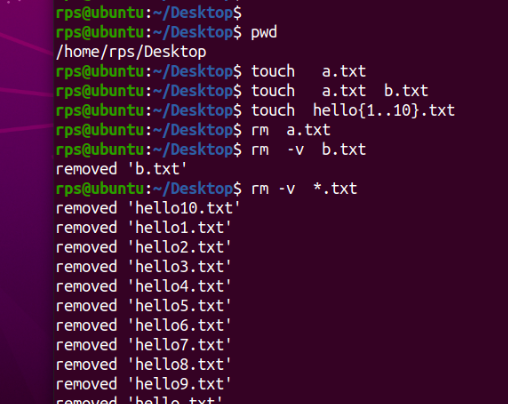 rps@ubuntu:~/Desktop$
rps@ubuntu:~/Desktop$ pwd
/home/rps/Desktop
rps@ubuntu:~/Desktop$ touch   a.txt
rps@ubuntu:~/Desktop$ touch   a.txt  b.txt
rps@ubuntu:~/Desktop$ touch  hello{1..10}.txt
rps@ubuntu:~/Desktop$ rm  a.txt
rps@ubuntu:~/Desktop$ rm  -v  b.txt
removed 'b.txt'
rps@ubuntu:~/Desktop$ rm -v  *.txt
removed 'hello10.txt'
removed 'hello1.txt'
removed 'hello2.txt'
removed 'hello3.txt'
removed 'hello4.txt'
removed 'hello5.txt'
removed 'hello6.txt'
removed 'hello7.txt'
removed 'hello8.txt'
removed 'hello9.txt'
removed 'hello.txt'